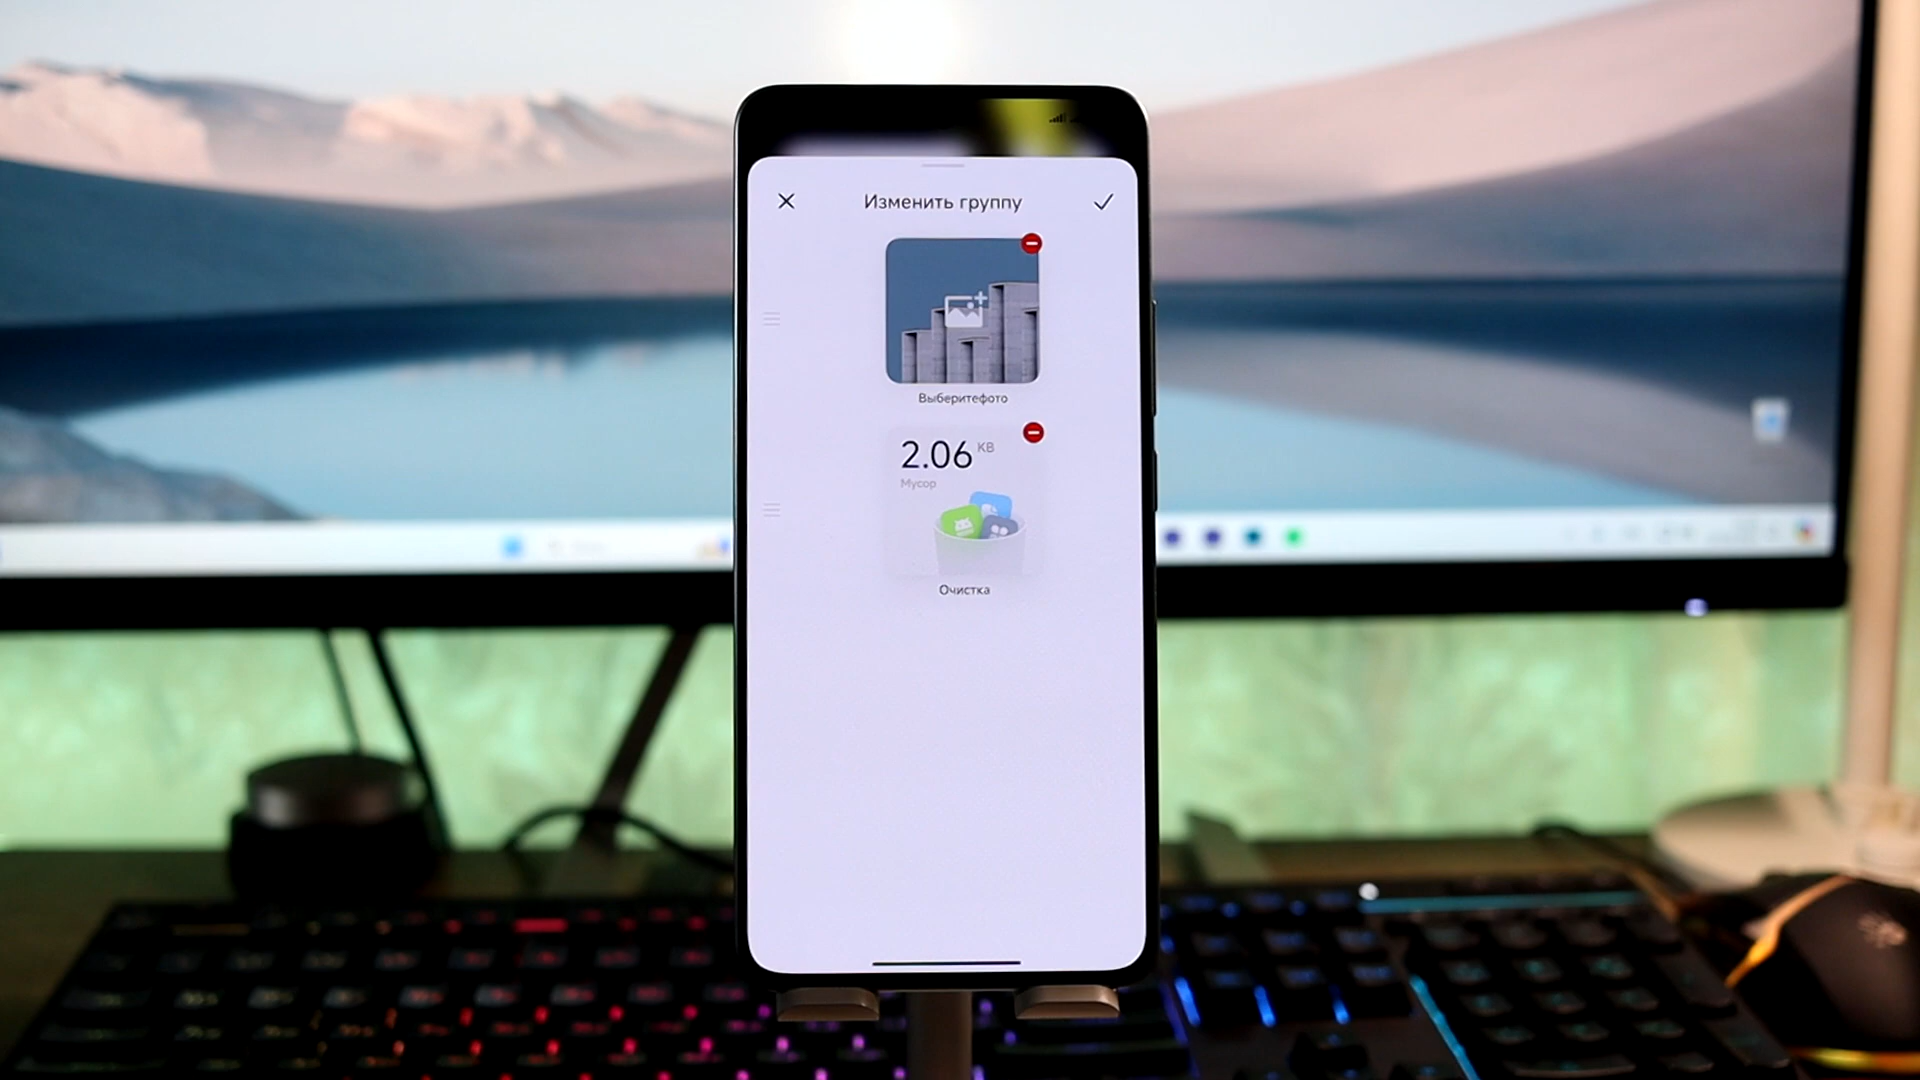 Изменить группу
Выберитефото
2.06 KB
Мусор
Очистка